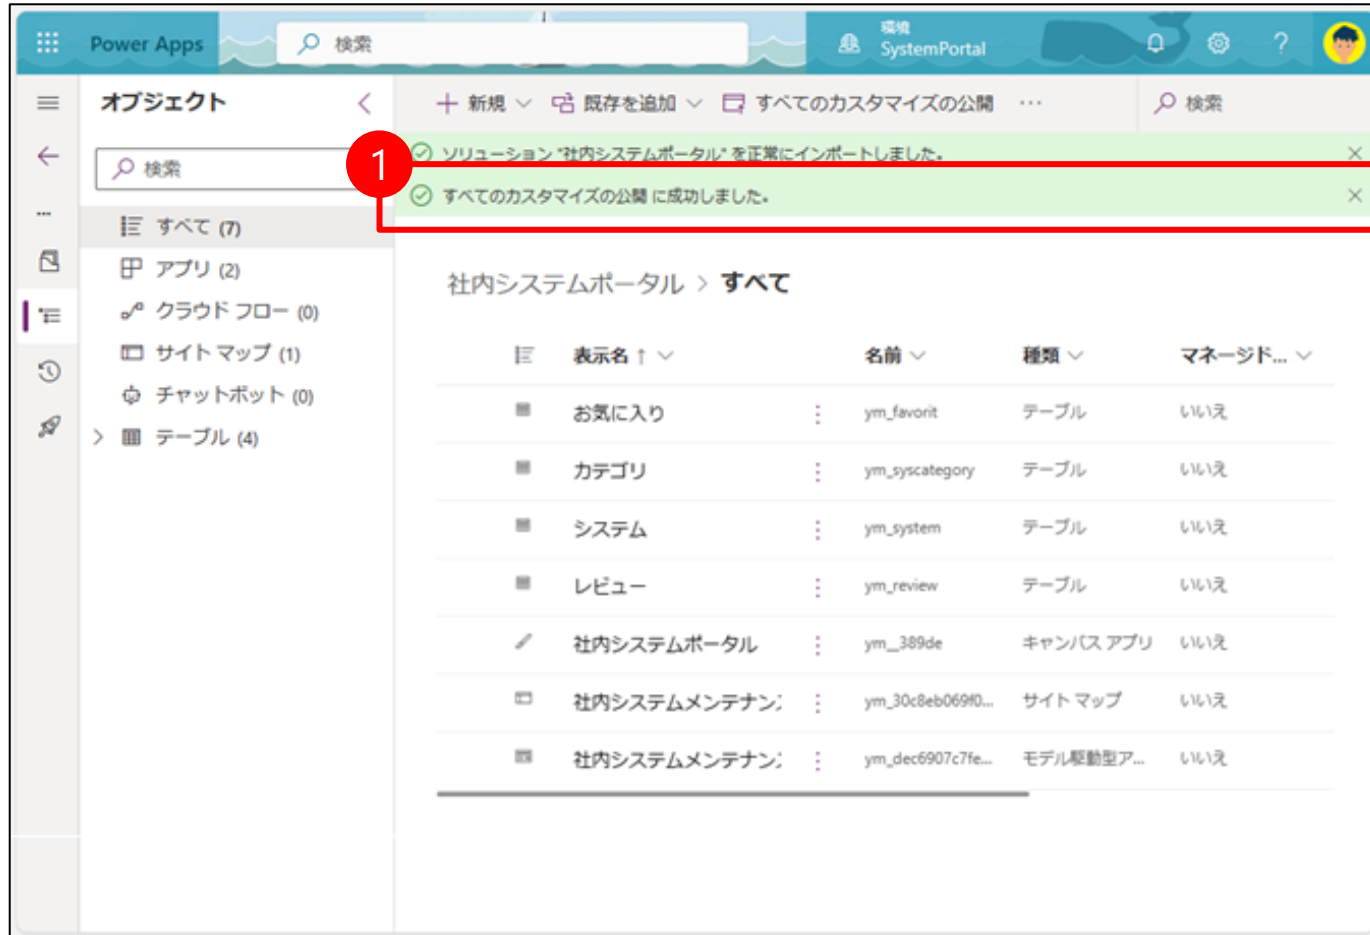 Power Apps
検索
環境
SystemPortal
?
オブジェクト
新規
既存を追加
すべてのカスタマイズの公開
...
検索
検索
1
ソリューション "社内システムポータル" を正常にインポートしました。
すべてのカスタマイズの公開 に成功しました。
すべて (7)
アプリ (2)
クラウド フロー (0)
サイト マップ (1)
チャットボット (0)
テーブル (4)
社内システムポータル > すべて
表示名 ↑ 名前 種類 マネージド...
お気に入り ym_favorit テーブル いいえ
カテゴリ ym_syscategory テーブル いいえ
システム ym_system テーブル いいえ
レビュー ym_review テーブル いいえ
社内システムポータル ym__389de キャンバス アプリ いいえ
社内システムメンテナンス ym_30c8eb069f0... サイト マップ いいえ
社内システムメンテナンス ym_dec6907c7fe... モデル駆動型ア... いいえ